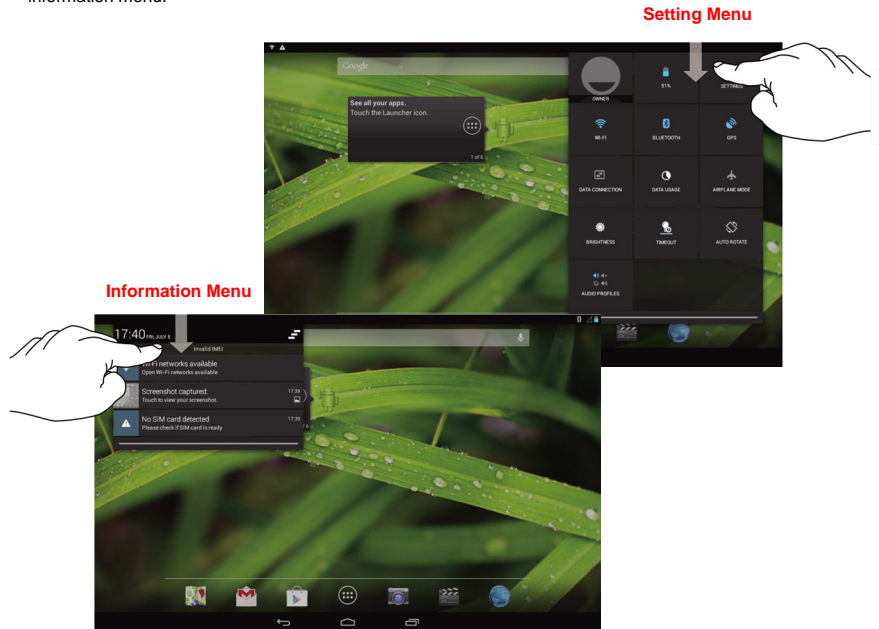 information menu.
Setting Menu
Google
See all your apps.
Touch the Launcher icon.
1 of 6
OWNER
51%
SETTINGS
WI-FI
BLUETOOTH
GPS
DATA CONNECTION
DATA USAGE
AIRPLANE MODE
BRIGHTNESS
TIMEOUT
AUTO ROTATE
AUDIO PROFILES
Information Menu
17:40 FRI, JULY 5
Invalid IMEI
Wi-Fi networks available
Open Wi-Fi networks available
Screenshot captured. 17:39
Touch to view your screenshot.
No SIM card detected 17:39
Please check if SIM card is ready